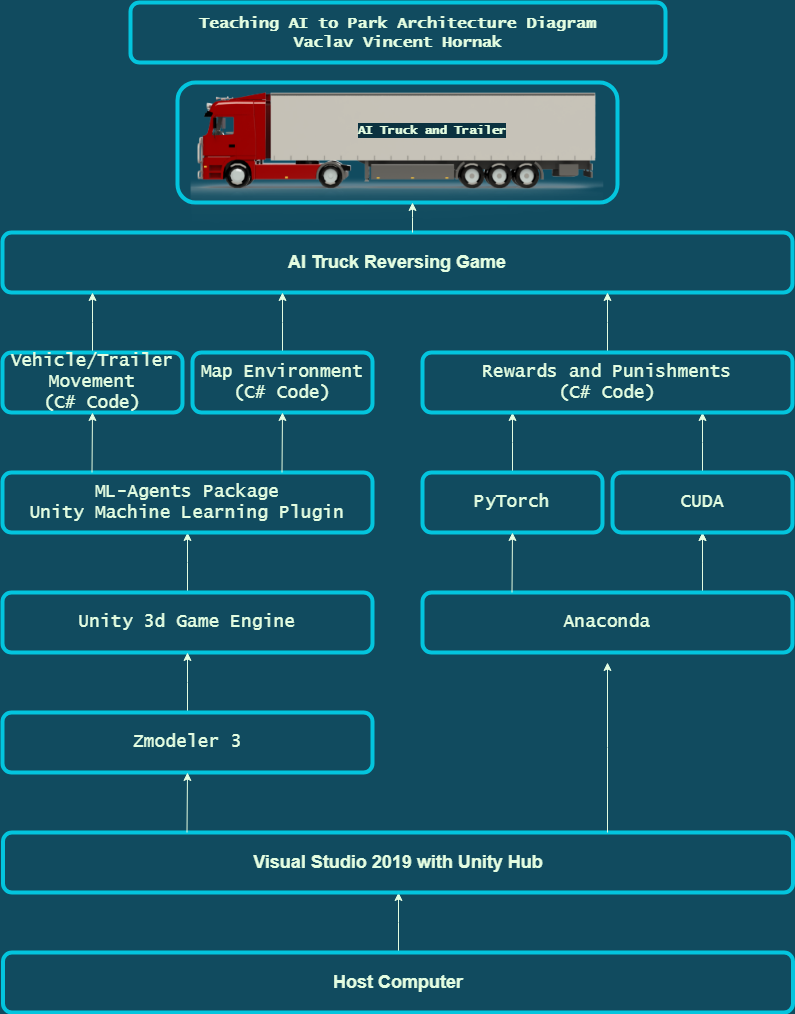 Teaching AI to Park Architecture Diagram
Vaclav Vincent Hornak
AI Truck and Trailer
AI Truck Reversing Game
Vehicle/Trailer
Movement
(C# Code)
Map Environment
(C# Code)
Rewards and Punishments
(C# Code)
ML-Agents Package
Unity Machine Learning Plugin
PyTorch
CUDA
Unity 3d Game Engine
Anaconda
Zmodeler 3
Visual Studio 2019 with Unity Hub
Host Computer